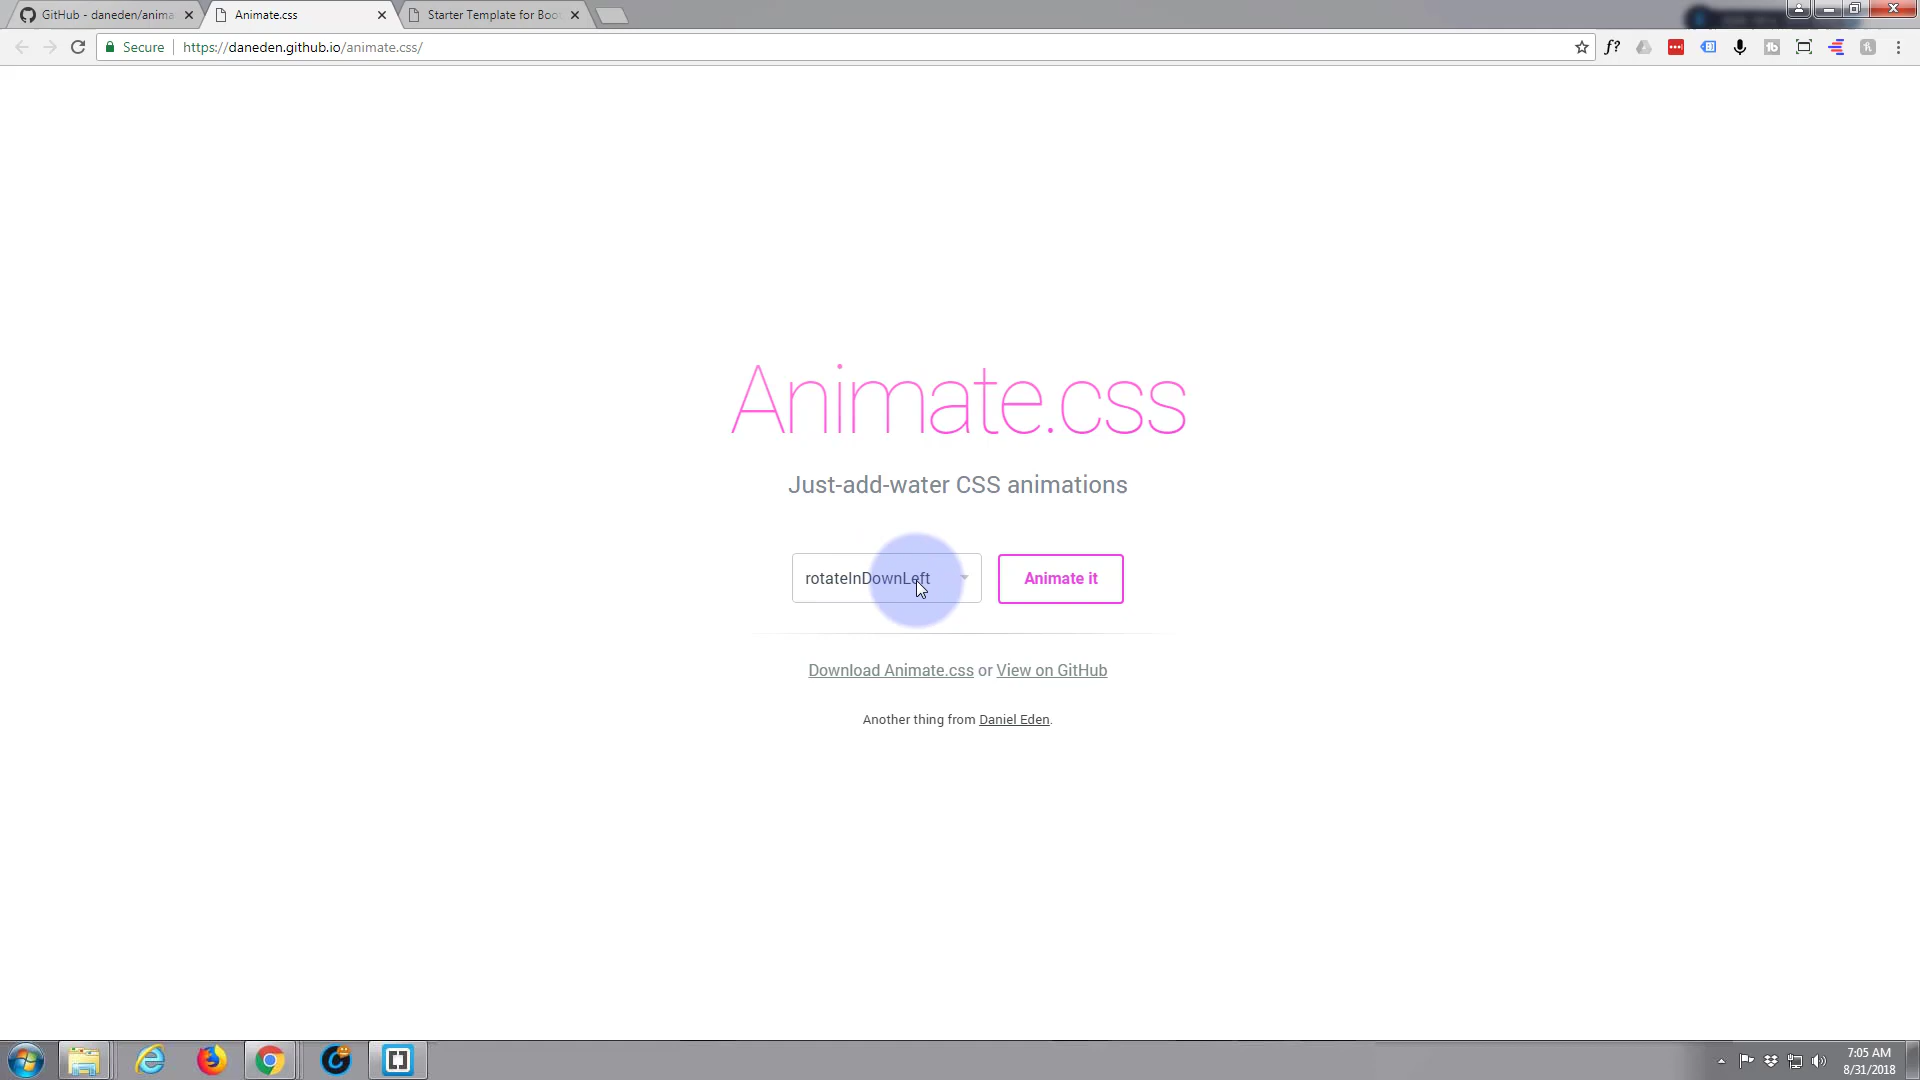 GitHub - daneden/anima
Animate.css
Starter Template for Boo
Secure
https://daneden.github.io/animate.css/
f?
Animate.css
Just-add-water CSS animations
rotateInDownLeft
Animate it
Download Animate.css or View on GitHub
Another thing from Daniel Eden.
7:05 AM
8/31/2018